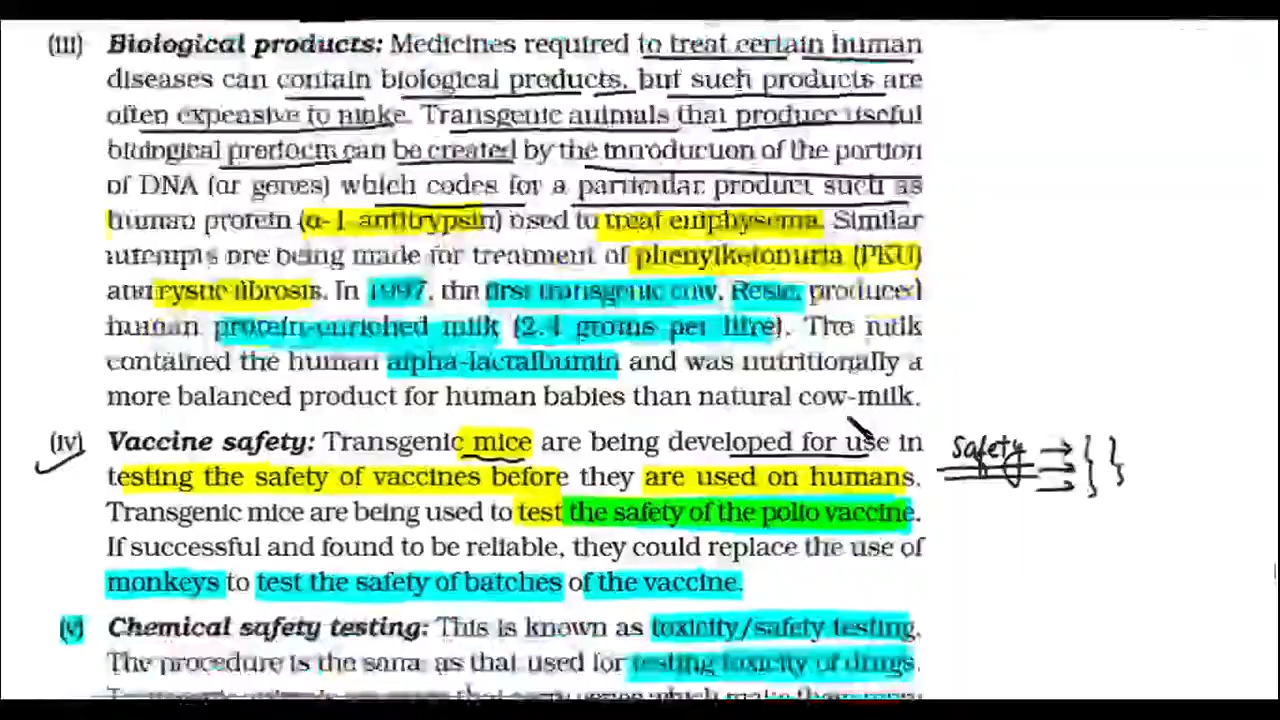 (iii) Biological products: Medicines required to treat certain human
diseases can contain biological products, but such products are
often expensive to make. Transgenic animals that produce useful
biological products can be created by the introduction of the portion
of DNA (or genes) which codes for a particular product such as
human protein (α-1-antitrypsin) used to treat emphysema. Similar
attempts are being made for treatment of phenylketonuria (PKU)
and cystic fibrosis. In 1997, the first transgenic cow, Rosie, produced
human protein-enriched milk (2.4 grams per litre). The milk
contained the human alpha-lactalbumin and was nutritionally a
more balanced product for human babies than natural cow-milk.
(iv) Vaccine safety: Transgenic mice are being developed for use in
safety
testing the safety of vaccines before they are used on humans.
Transgenic mice are being used to test the safety of the polio vaccine.
If successful and found to be reliable, they could replace the use of
monkeys to test the safety of batches of the vaccine.
(v) Chemical safety testing: This is known as toxicity/safety testing.
The procedure is the same as that used for testing toxicity of drugs.